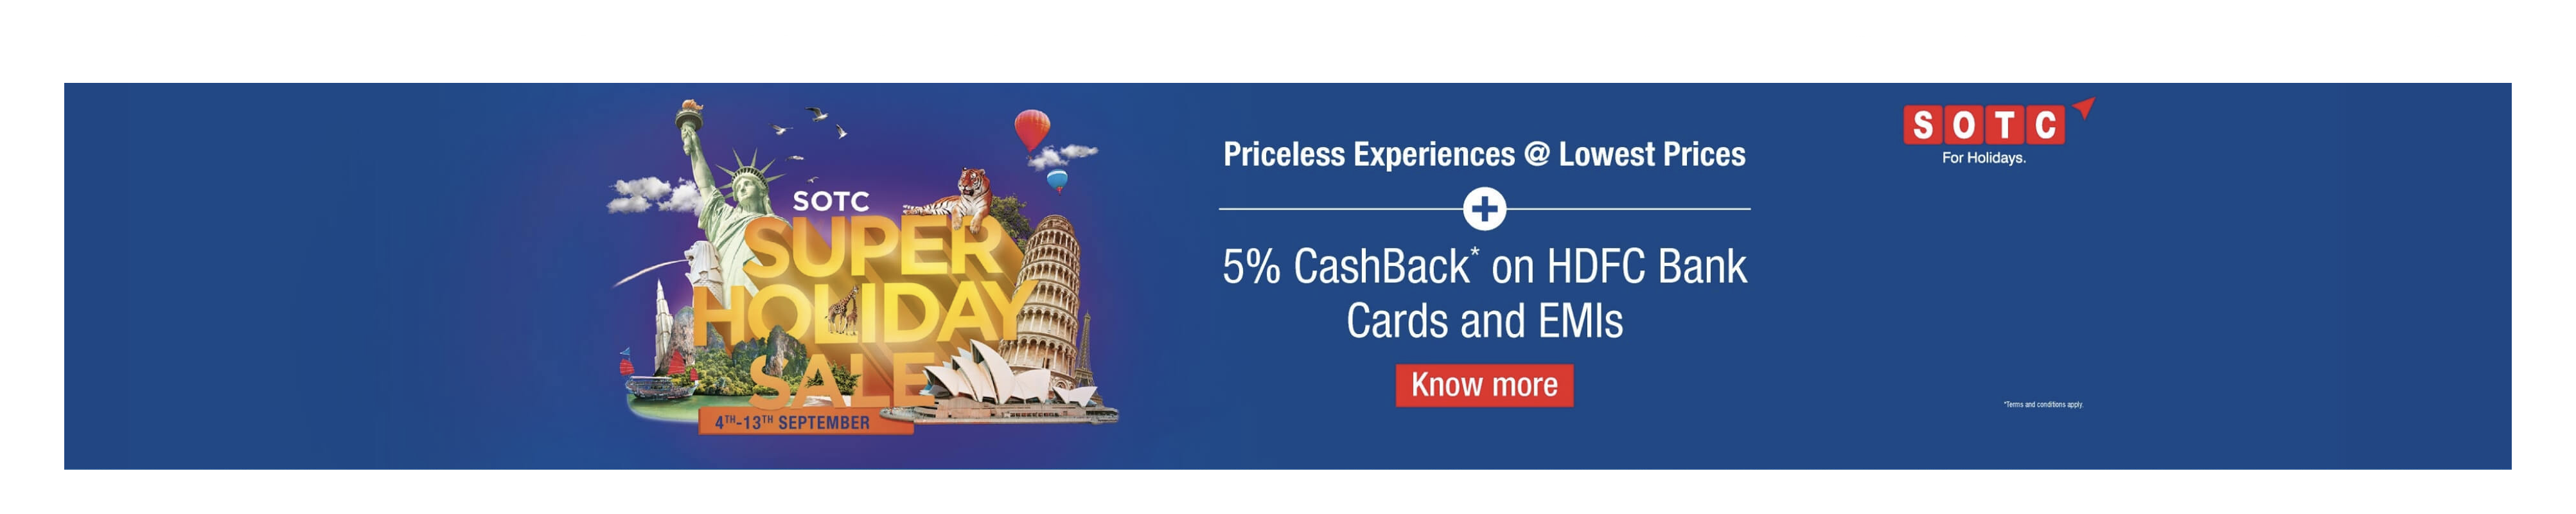 SOTC
SUPER
HOLIDAY
SALE
4TH-13TH SEPTEMBER
Priceless Experiences @ Lowest Prices
+
5% CashBack* on HDFC Bank
Cards and EMIs
Know more
SOTC
For Holidays.
*Terms and conditions apply.